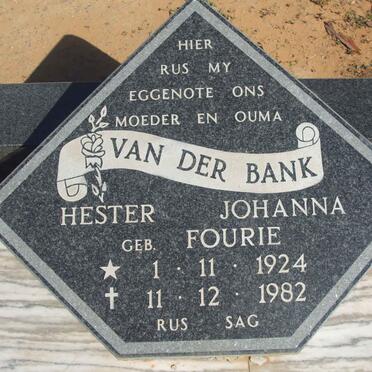 HIER
RUS MY
EGGENOTE ONS
MOEDER EN OUMA
VAN DER BANK
HESTER JOHANNA
GEB. FOURIE
★ 1 · 11 · 1924
✝ 11 · 12 · 1982
RUS SAG